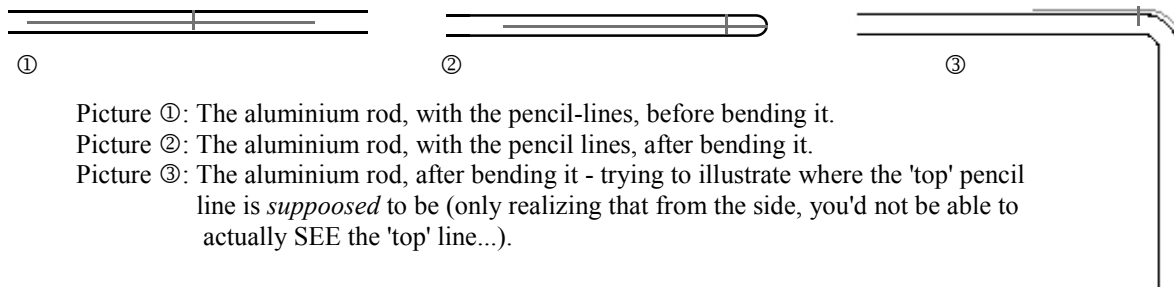 ① ② ③
Picture ①: The aluminium rod, with the pencil-lines, before bending it.
Picture ②: The aluminium rod, with the pencil lines, after bending it.
Picture ③: The aluminium rod, after bending it - trying to illustrate where the 'top' pencil
line is suppoosed to be (only realizing that from the side, you'd not be able to
actually SEE the 'top' line...).